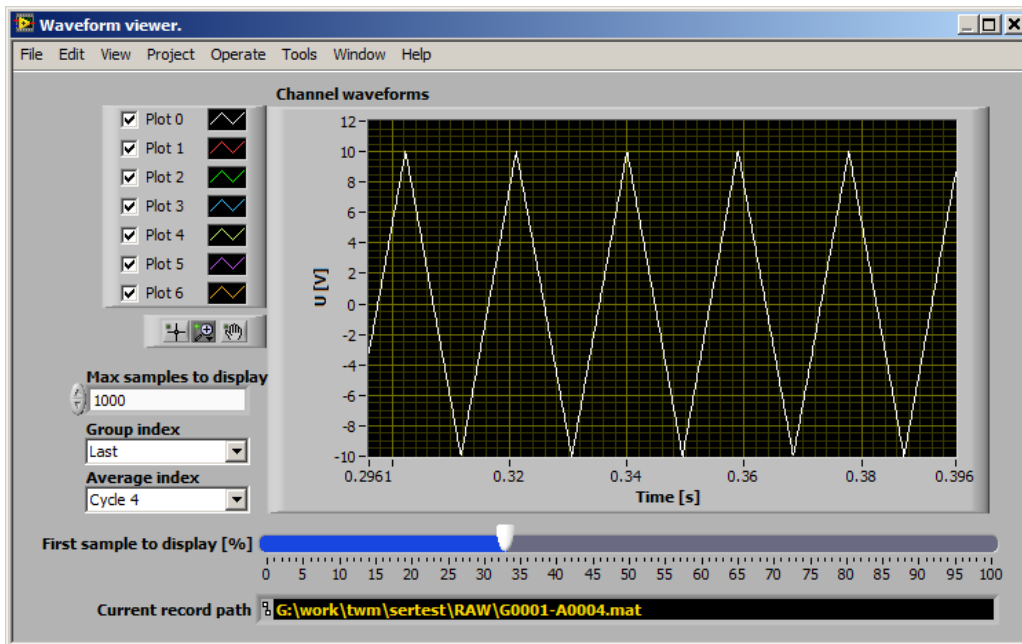 Waveform viewer.
File Edit View Project Operate Tools Window Help
Channel waveforms
Plot 0
Plot 1
Plot 2
Plot 3
Plot 4
Plot 5
Plot 6
12
10
8
6
4
2
0
-2
-4
-6
-8
-10
U [V]
0.2961 0.32 0.34 0.36 0.38 0.396
Time [s]
Max samples to display
1000
Group index
Last
Average index
Cycle 4
First sample to display [%]
0 5 10 15 20 25 30 35 40 45 50 55 60 65 70 75 80 85 90 95 100
Current record path G:\work\twm\sertest\RAW\G0001-A0004.mat